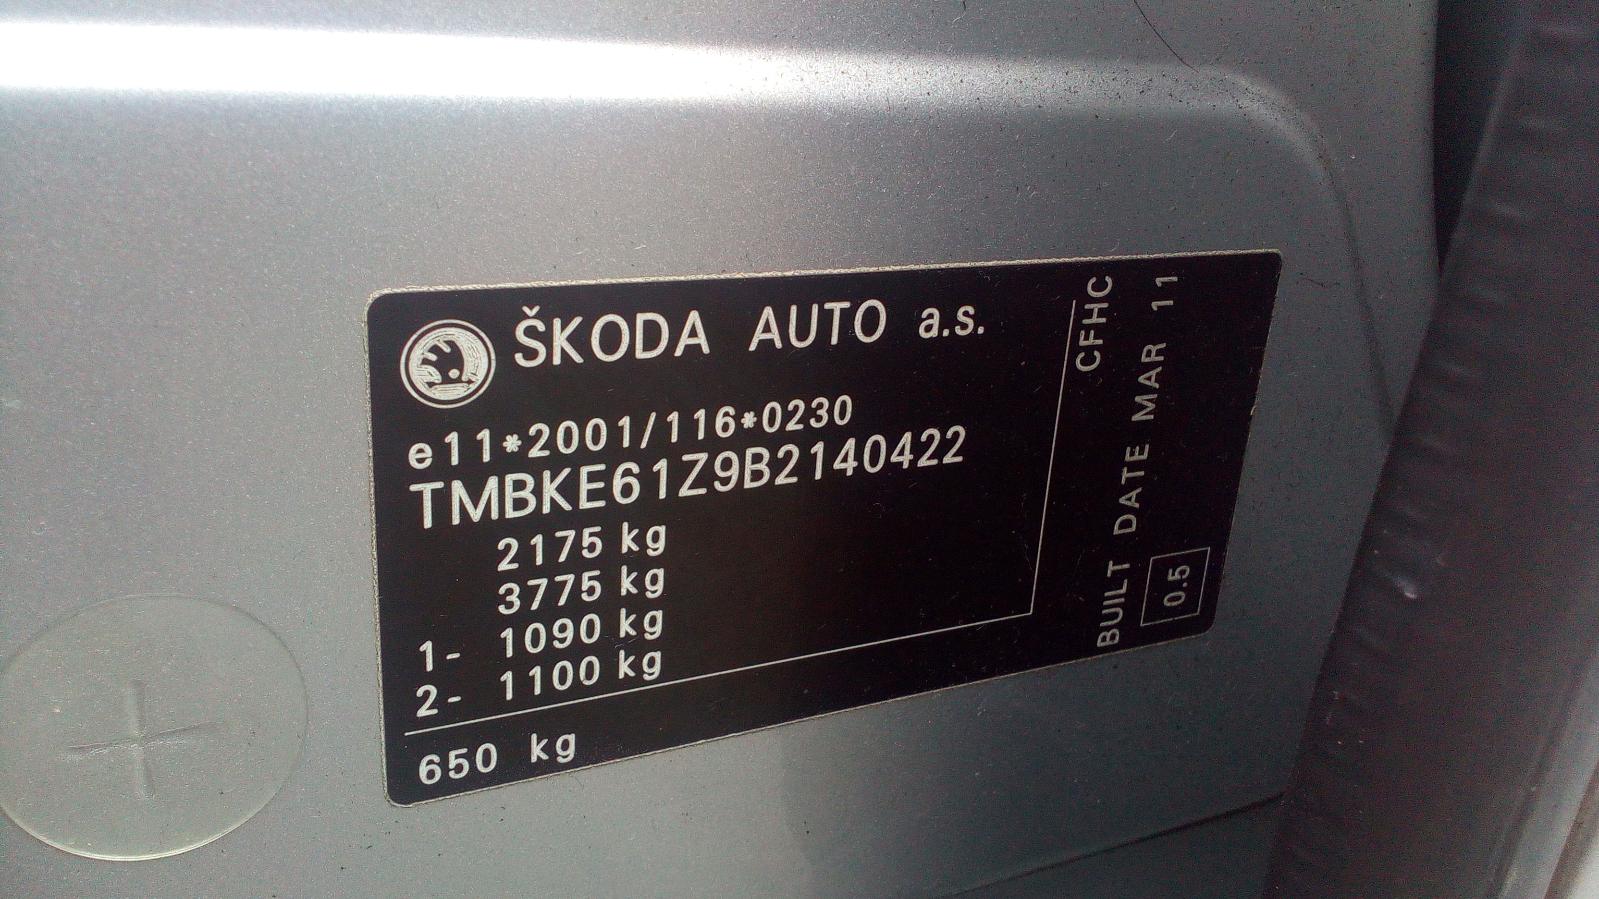 ŠKODA AUTO a.s.
e11*2001/116*0230
TMBKE61Z9B2140422
2175 kg
3775 kg
1- 1090 kg
2- 1100 kg
650 kg
CFHC
BUILT DATE MAR 11
0.5